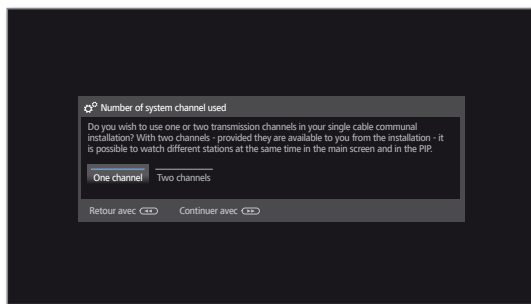 Number of system channel used
Do you wish to use one or two transmission channels in your single cable communal
installation? With two channels - provided they are available to you from the installation - it
is possible to watch different stations at the same time in the main screen and in the PIP.
One channel Two channels
Retour avec Continuer avec